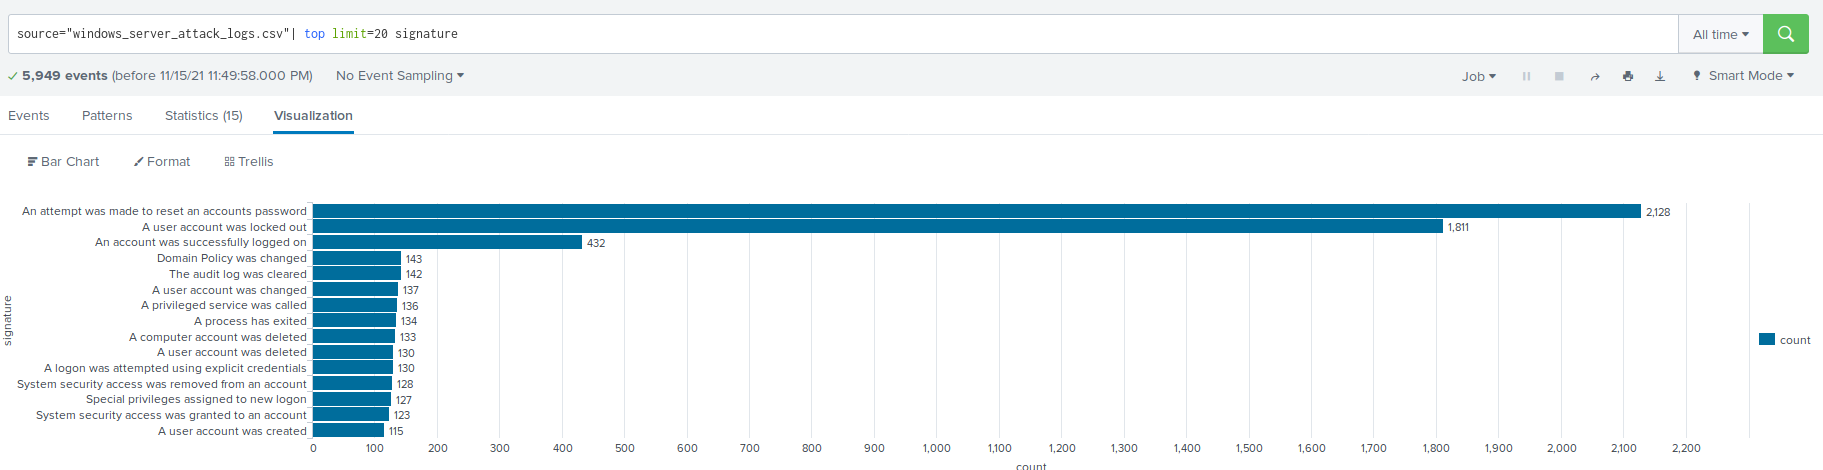 source="windows_server_attack_logs.csv"| top limit=20 signature
All time
5,949 events (before 11/15/21 11:49:58.000 PM)
No Event Sampling
Job
Smart Mode
Events
Patterns
Statistics (15)
Visualization
Bar Chart
Format
Trellis
signature
An attempt was made to reset an accounts password 2,128
A user account was locked out 1,811
An account was successfully logged on 432
Domain Policy was changed 143
The audit log was cleared 142
A user account was changed 137
A privileged service was called 136
A process has exited 134
A computer account was deleted 133
A user account was deleted 130
A logon was attempted using explicit credentials 130
System security access was removed from an account 128
Special privileges assigned to new logon 127
System security access was granted to an account 123
A user account was created 115
0 100 200 300 400 500 600 700 800 900 1,000 1,100 1,200 1,300 1,400 1,500 1,600 1,700 1,800 1,900 2,000 2,100 2,200
count
count